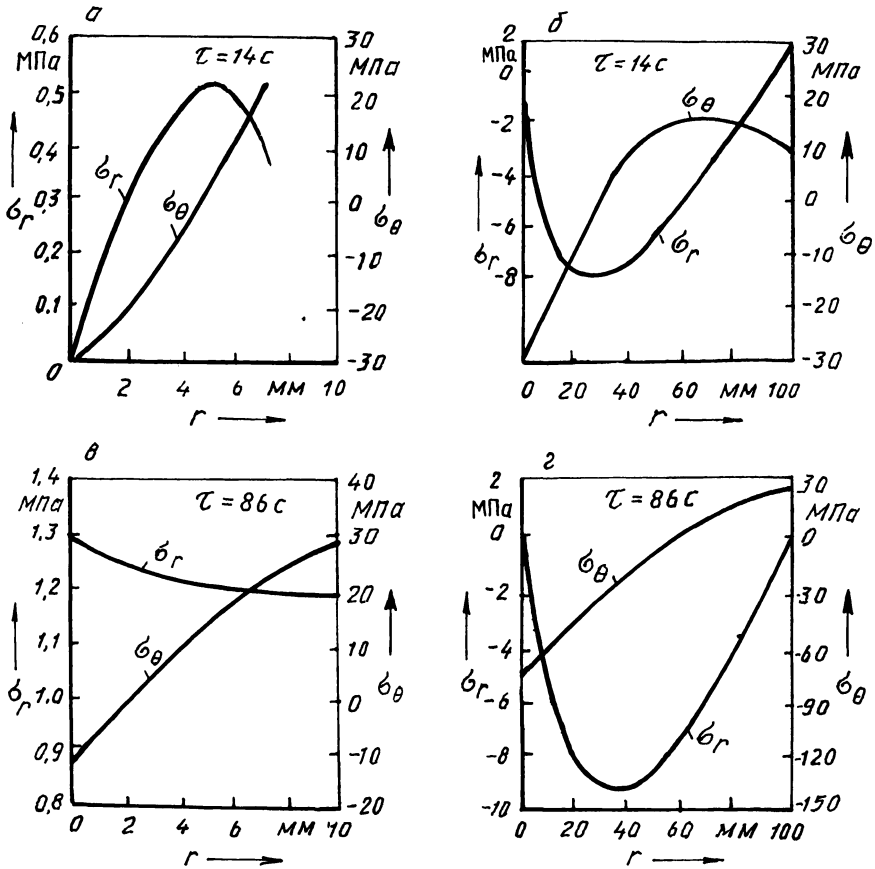 а
0,6 30
МПа τ = 14 с МПа
0,5 20
0,4 10
σr
0,3 0
σr σθ σθ
0,2 -10
0,1 -20
0 -30
2 4 6 мм 10
r
б
2 30
МПа τ = 14 с МПа
0 20
σθ
-2 10
-4 0
-6
σr σr σθ
-8 -10
-20
-30
0 20 40 60 мм 100
r
в
1,4 40
МПа τ = 86 с МПа
1,3 30
σr
1,2 20
1,1 10
σθ
σr 1,0 0 σθ
0,9 -10
0,8 -20
0 2 4 6 мм 10
r
г
2 30
МПа τ = 86 с МПа
0 0
σθ
-2 -30
-4 -60
σr -6 -90 σθ
σr
-8 -120
-10 -150
0 20 40 60 мм 100
r